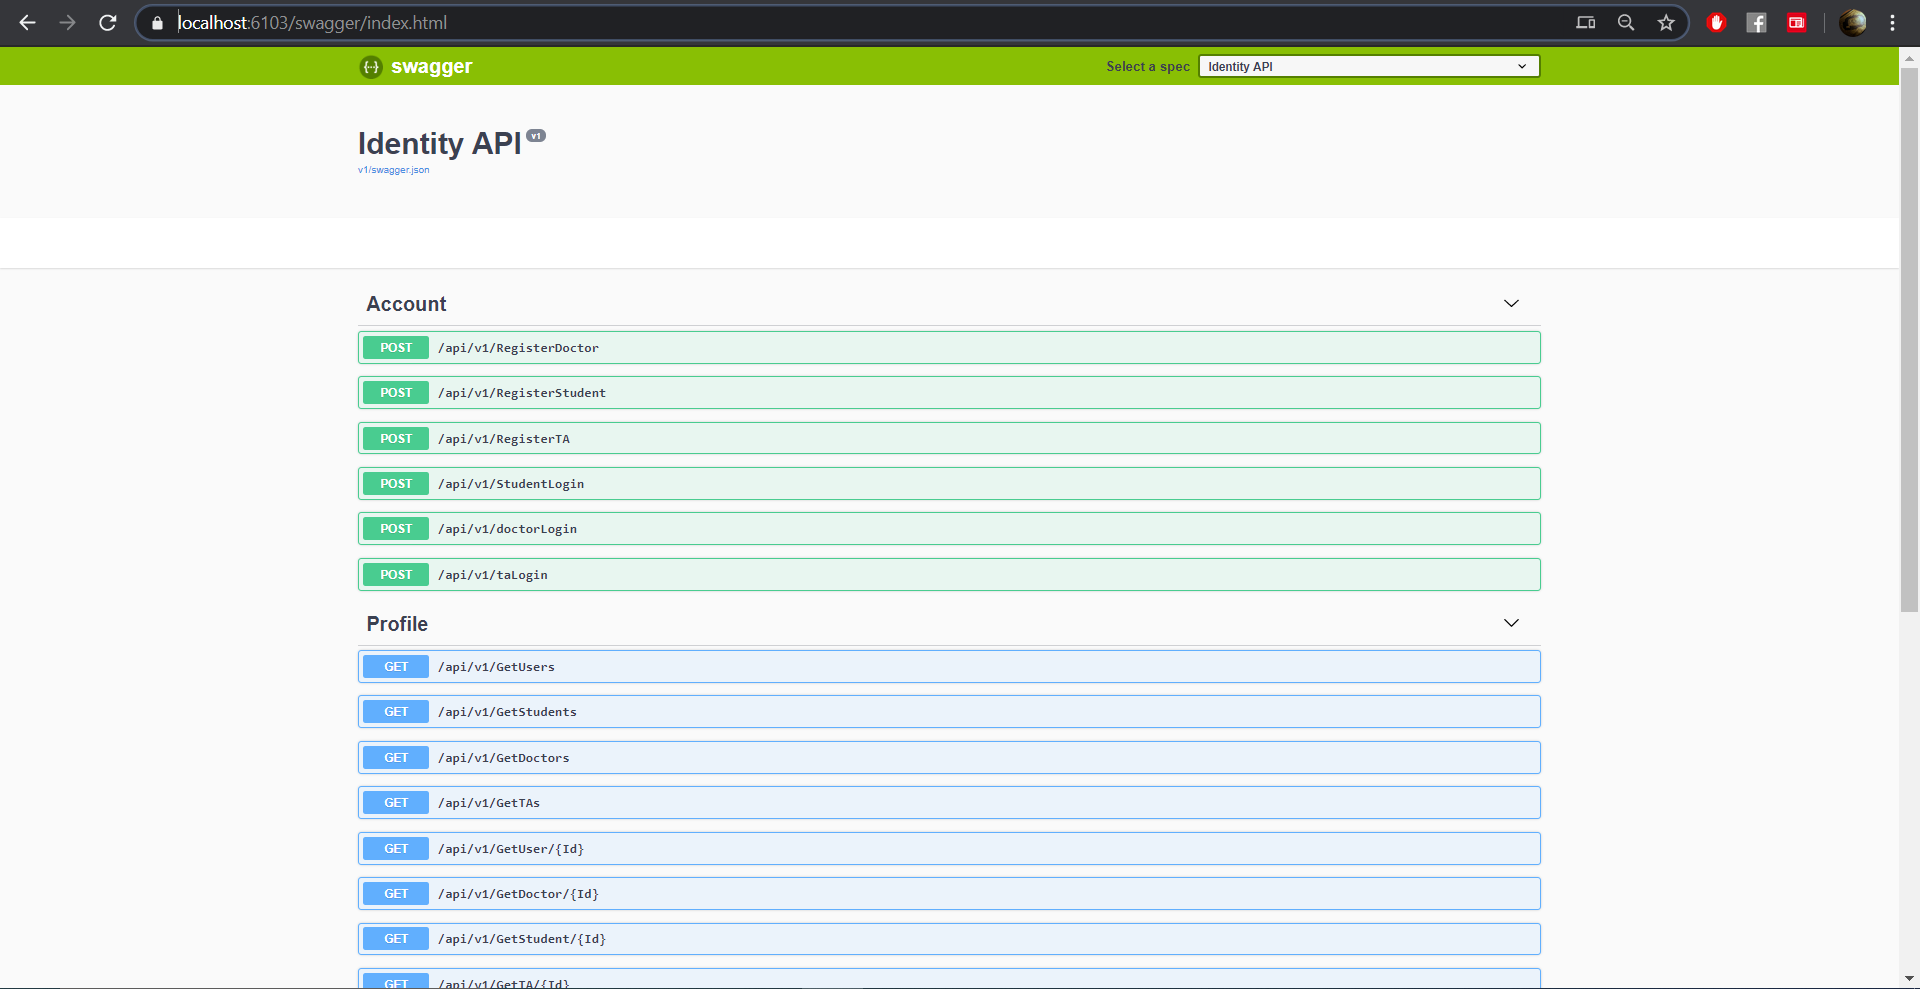 localhost:6103/swagger/index.html
{··} swagger
Select a spec
Identity API
Identity API v1
v1/swagger.json
Account
POST /api/v1/RegisterDoctor
POST /api/v1/RegisterStudent
POST /api/v1/RegisterTA
POST /api/v1/StudentLogin
POST /api/v1/doctorLogin
POST /api/v1/taLogin
Profile
GET /api/v1/GetUsers
GET /api/v1/GetStudents
GET /api/v1/GetDoctors
GET /api/v1/GetTAs
GET /api/v1/GetUser/{Id}
GET /api/v1/GetDoctor/{Id}
GET /api/v1/GetStudent/{Id}
GET /api/v1/GetTA/{Id}